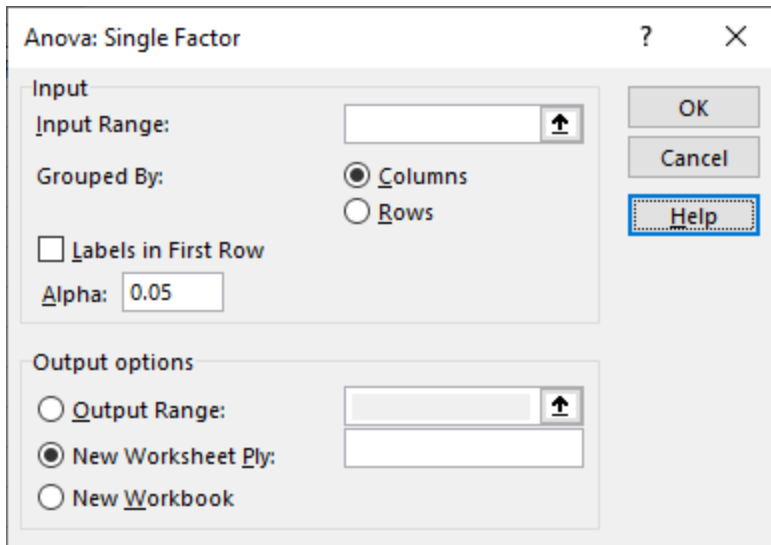 Anova: Single Factor
?
Input
Input Range:
OK
Grouped By:
Columns
Cancel
Rows
Help
Labels in First Row
Alpha: 0.05
Output options
Output Range:
New Worksheet Ply:
New Workbook